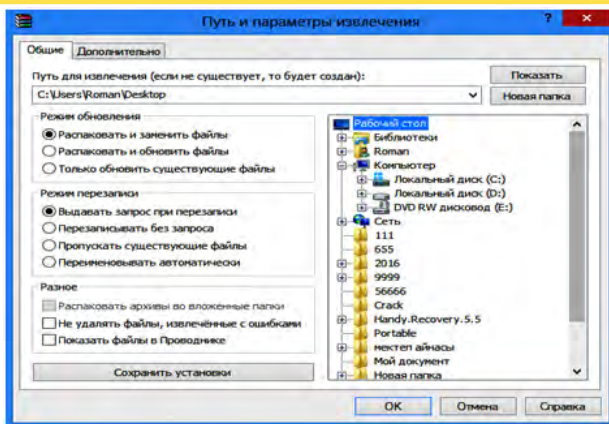 Путь и параметры извлечения
? ×
Общие Дополнительно
Путь для извлечения (если не существует, то будет создан):
Показать
C:\Users\Roman\Desktop
Новая папка
Режим обновления
Распаковать и заменить файлы
Распаковать и обновить файлы
Только обновить существующие файлы
Режим перезаписи
Выдавать запрос при перезаписи
Перезаписывать без запроса
Пропускать существующие файлы
Переименовывать автоматически
Разное
Распаковать архивы во вложенные папки
Не удалять файлы, извлечённые с ошибками
Показать файлы в Проводнике
Сохранить установки
Рабочий стол
Библиотеки
Roman
Компьютер
Локальный диск (C:)
Локальный диск (D:)
DVD RW дисковод (E:)
Сеть
111
655
2016
9999
56666
Crack
Handy.Recovery.5.5
Portable
мектеп айнасы
Мой документ
Новая папка
OK Отмена Справка